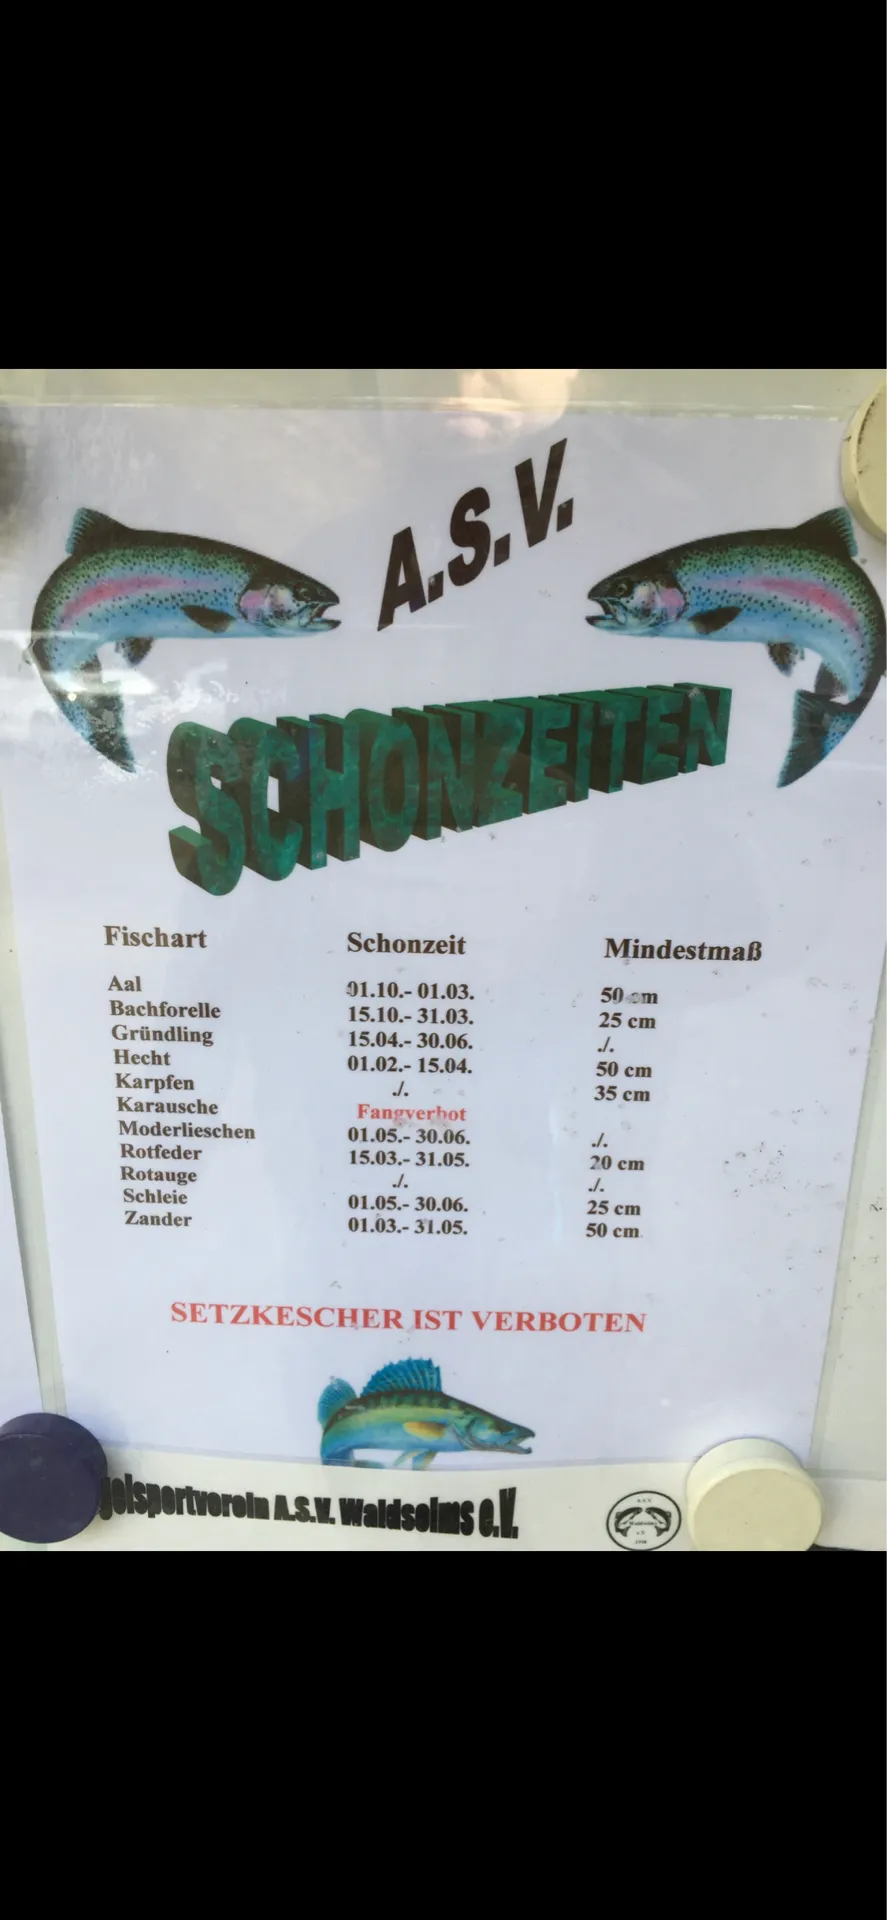 A.S.V.
SCHONZEITEN
Fischart Schonzeit Mindestmaß
Aal 01.10.- 01.03. 50 cm
Bachforelle 15.10.- 31.03. 25 cm
Gründling 15.04.- 30.06. ./.
Hecht 01.02.- 15.04. 50 cm
Karpfen ./. 35 cm
Karausche Fangverbot
Moderlieschen 01.05.- 30.06. ./.
Rotfeder 15.03.- 31.05. 20 cm
Rotauge ./. ./.
Schleie 01.05.- 30.06. 25 cm
Zander 01.03.- 31.05. 50 cm
SETZKESCHER IST VERBOTEN
gelsportverein A.S.V. Waldsolms e.V.
A.S.V.
Waldsolms
e.V.